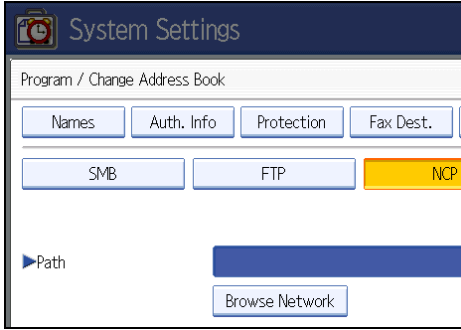 System Settings
Program / Change Address Book
Names Auth. Info Protection Fax Dest.
SMB FTP NCP
▶Path
Browse Network